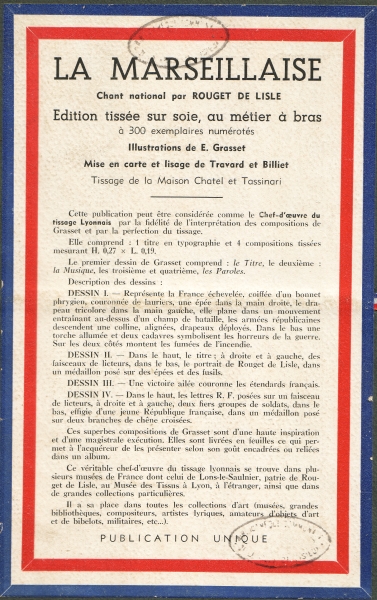 LA MARSEILLAISE
Chant national par ROUGET DE LISLE
Edition tissée sur soie, au métier à bras
à 300 exemplaires numérotés
Illustrations de E. Grasset
Mise en carte et lisage de Travard et Billiet
Tissage de la Maison Chatel et Tassinari
Cette publication peut être considérée comme le Chef-d'œuvre du
tissage Lyonnais par la fidélité de l'interprétation des compositions de
Grasset et par la perfection du tissage.
Elle comprend : 1 titre en typographie et 4 compositions tissées
mesurant H. 0,27 × L. 0,19.
Le premier dessin de Grasset comprend : le Titre, le deuxième :
la Musique, les troisième et quatrième, les Paroles.
Description des dessins :
DESSIN I. — Représente la France échevelée, coiffée d'un bonnet
phrygien, couronnée de lauriers, une épée dans la main droite, le dra-
peau tricolore dans la main gauche, elle plane dans un mouvement
entraînant au-dessus d'un champ de bataille, les armées républicaines
descendent une colline, alignées, drapeaux déployés. Dans le bas une
torche allumée et deux cadavres symbolisent les horreurs de la guerre.
Sur les deux côtés montent les fumées de l'incendie.
DESSIN II. — Dans le haut, le titre ; à droite et à gauche, des
faisceaux de licteurs, dans le bas, le portrait de Rouget de Lisle, dans
un médaillon posé sur des épées et des fusils.
DESSIN III. — Une victoire ailée couronne les étendards français.
DESSIN IV. — Dans le haut, les lettres R. F. posées sur un faisceau
de licteurs, à droite et à gauche, deux fiers groupes de soldats, dans le
bas, effigie d'une jeune République française, dans un médaillon posé
sur deux branches de chêne croisées.
Ces superbes compositions de Grasset sont d'une haute inspiration
et d'une magistrale exécution. Elles sont livrées en feuilles ce qui per-
met à l'acquéreur de les présenter selon son goût encadrées ou reliées
dans un album.
Ce véritable chef-d'œuvre du tissage lyonnais se trouve dans plu-
sieurs musées de France dont celui de Lons-le-Saulnier, patrie de Rou-
get de Lisle, au Musée des Tissus à Lyon, à l'étranger, ainsi que dans
de grandes collections particulières.
Il a sa place dans toutes les collections d'art (musées, grandes
bibliothèques, compositeurs, artistes lyriques, amateurs d'objets d'art
et de bibelots, militaires, etc...).
PUBLICATION UNIQUE